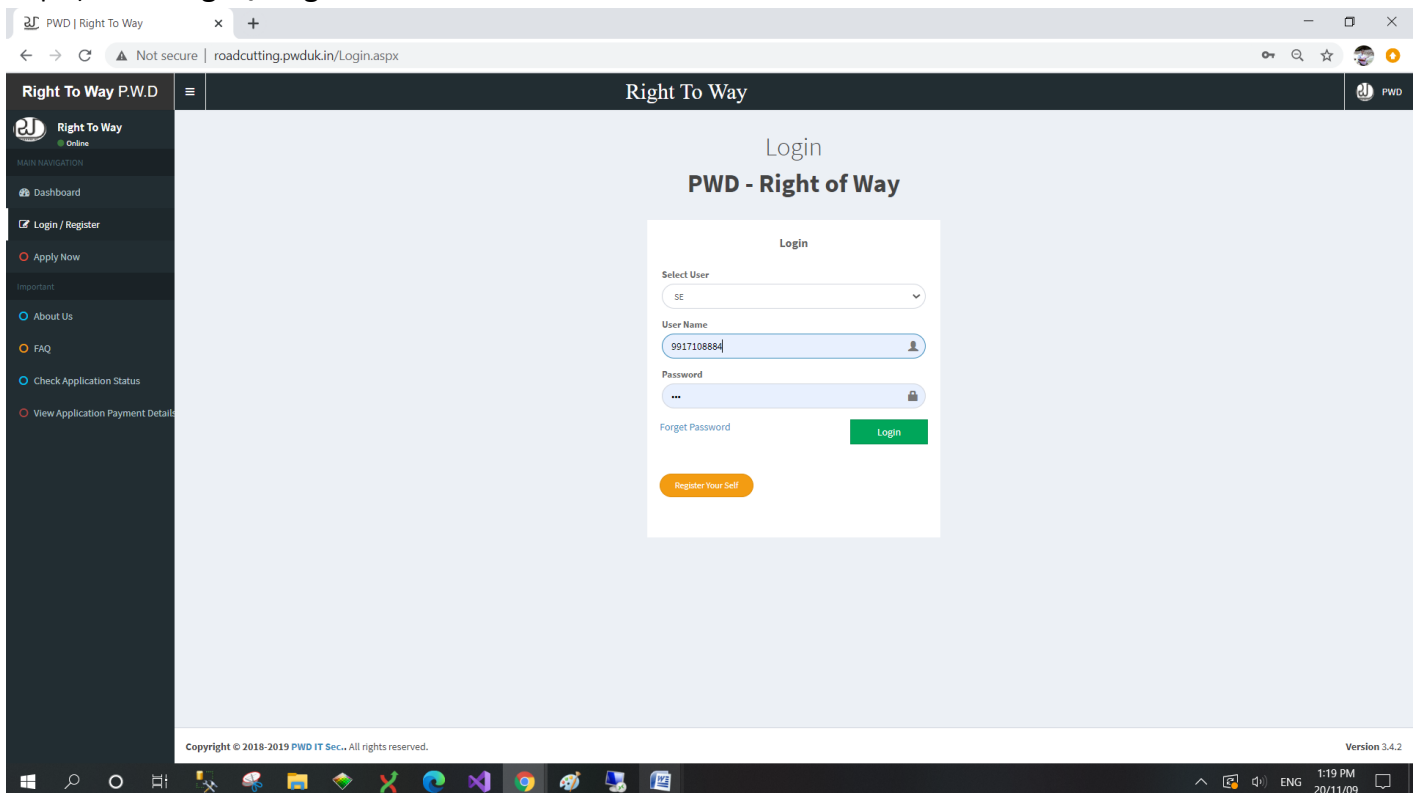 PWD | Right To Way
Not secure | roadcutting.pwduk.in/Login.aspx
Right To Way P.W.D
Right To Way
PWD
Right To Way
Online
MAIN NAVIGATION
Dashboard
Login / Register
Apply Now
Important
About Us
FAQ
Check Application Status
View Application Payment Details
Login
PWD - Right of Way
Login
Select User
SE
User Name
9917108884
Password
Forget Password
Login
Register Your Self
Copyright © 2018-2019 PWD IT Sec.. All rights reserved.
Version 3.4.2
ENG
1:19 PM
20/11/09